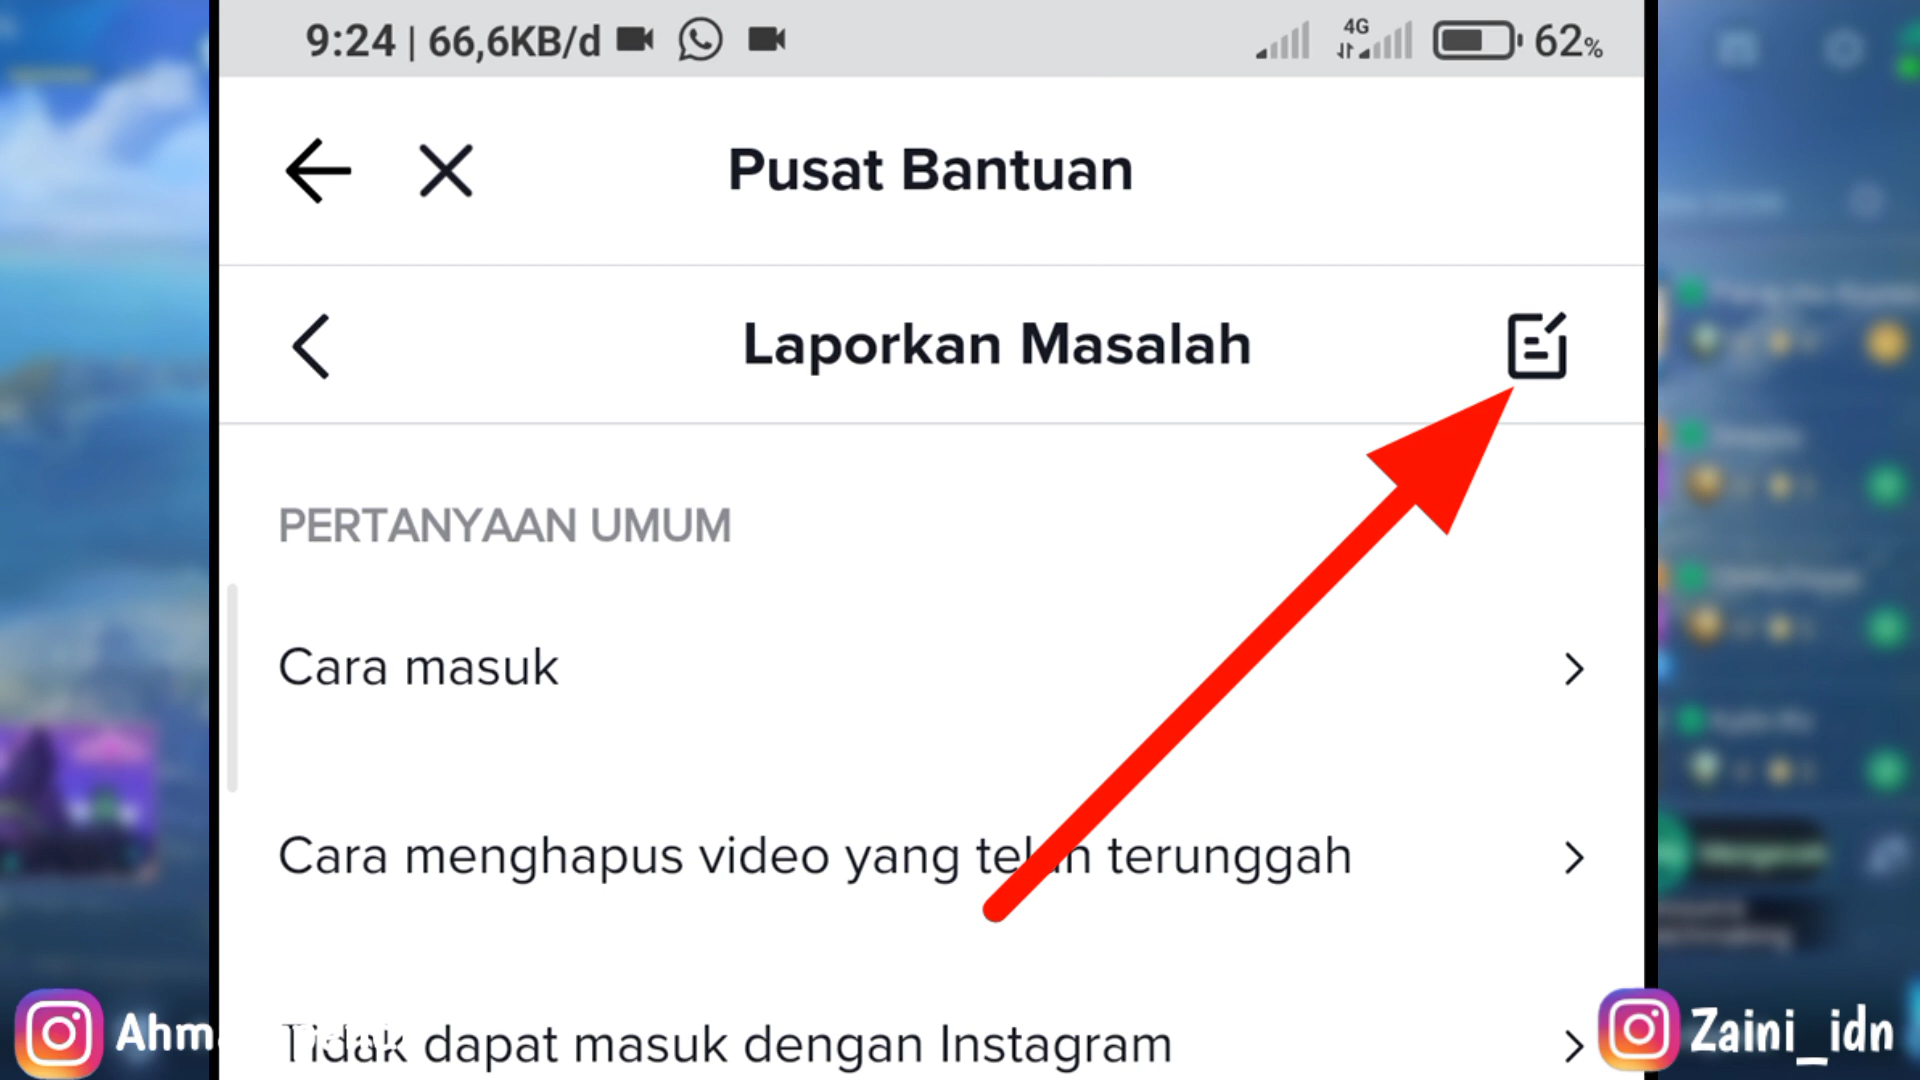 9:24 | 66,6KB/d
4G
62%
Pusat Bantuan
Laporkan Masalah
PERTANYAAN UMUM
Cara masuk
Cara menghapus video yang telah terunggah
Tidak dapat masuk dengan Instagram
Zaini_idn